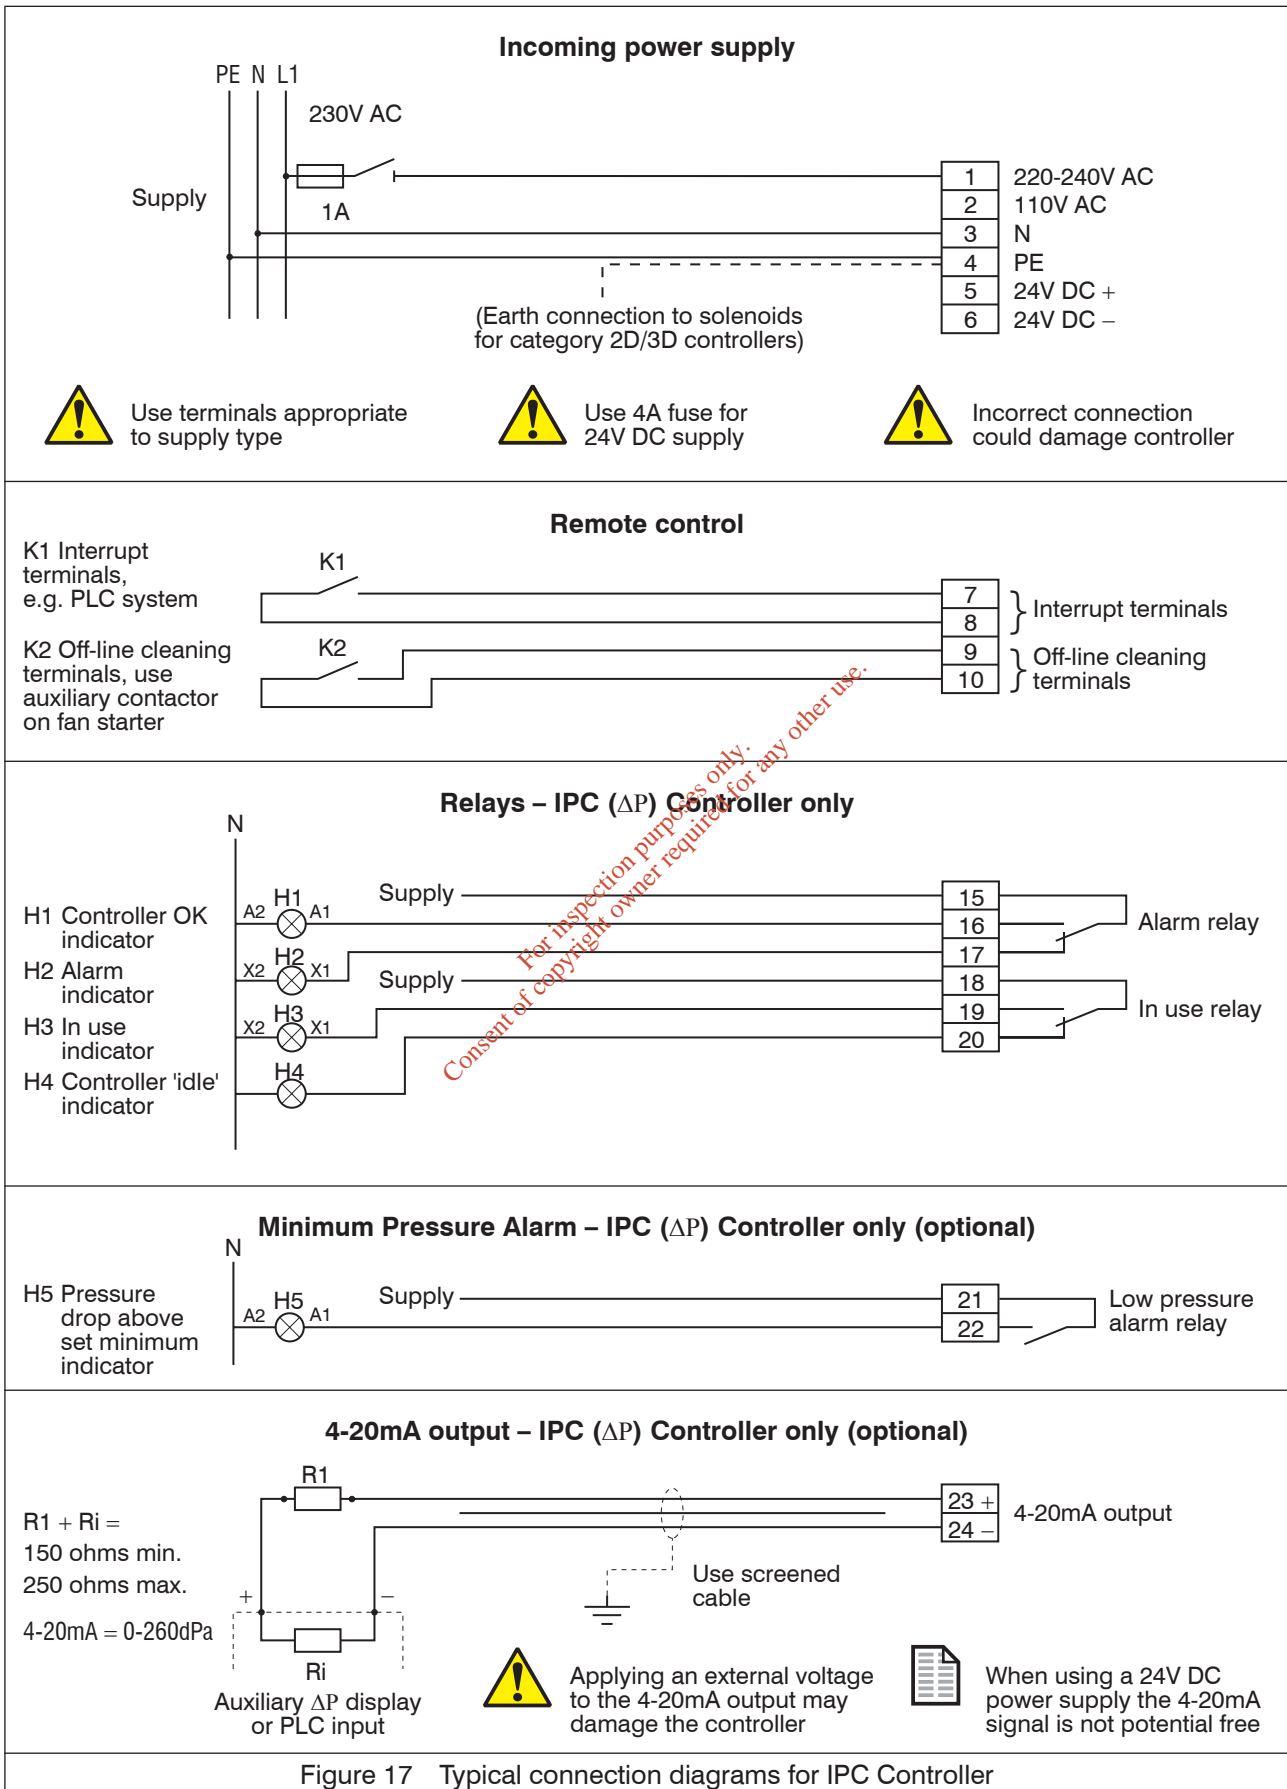 Incoming power supply
PE N L1
230V AC
Supply
1A
1 220-240V AC
2 110V AC
3 N
4 PE
5 24V DC +
6 24V DC −
(Earth connection to solenoids
for category 2D/3D controllers)
Use terminals appropriate
to supply type
Use 4A fuse for
24V DC supply
Incorrect connection
could damage controller
Remote control
K1 Interrupt
terminals,
e.g. PLC system
K1
7
8
Interrupt terminals
K2 Off-line cleaning
terminals, use
auxiliary contactor
on fan starter
K2
9
10
Off-line cleaning
terminals
For inspection purposes only.
Consent of copyright owner required for any other use.
Relays – IPC (ΔP) Controller only
N
H1 Controller OK
indicator
H2 Alarm
indicator
H3 In use
indicator
H4 Controller 'idle'
indicator
A2 H1 A1
X2 H2 X1
X2 H3 X1
H4
Supply
Supply
15
16
17
18
19
20
Alarm relay
In use relay
Minimum Pressure Alarm – IPC (ΔP) Controller only (optional)
N
H5 Pressure
drop above
set minimum
indicator
A2 H5 A1
Supply
21
22
Low pressure
alarm relay
4-20mA output – IPC (ΔP) Controller only (optional)
R1
R1 + Ri =
150 ohms min.
250 ohms max.
4-20mA = 0-260dPa
+ −
Ri
Auxiliary ΔP display
or PLC input
23 +
24 −
4-20mA output
Use screened
cable
Applying an external voltage
to the 4-20mA output may
damage the controller
When using a 24V DC
power supply the 4-20mA
signal is not potential free
Figure 17 Typical connection diagrams for IPC Controller